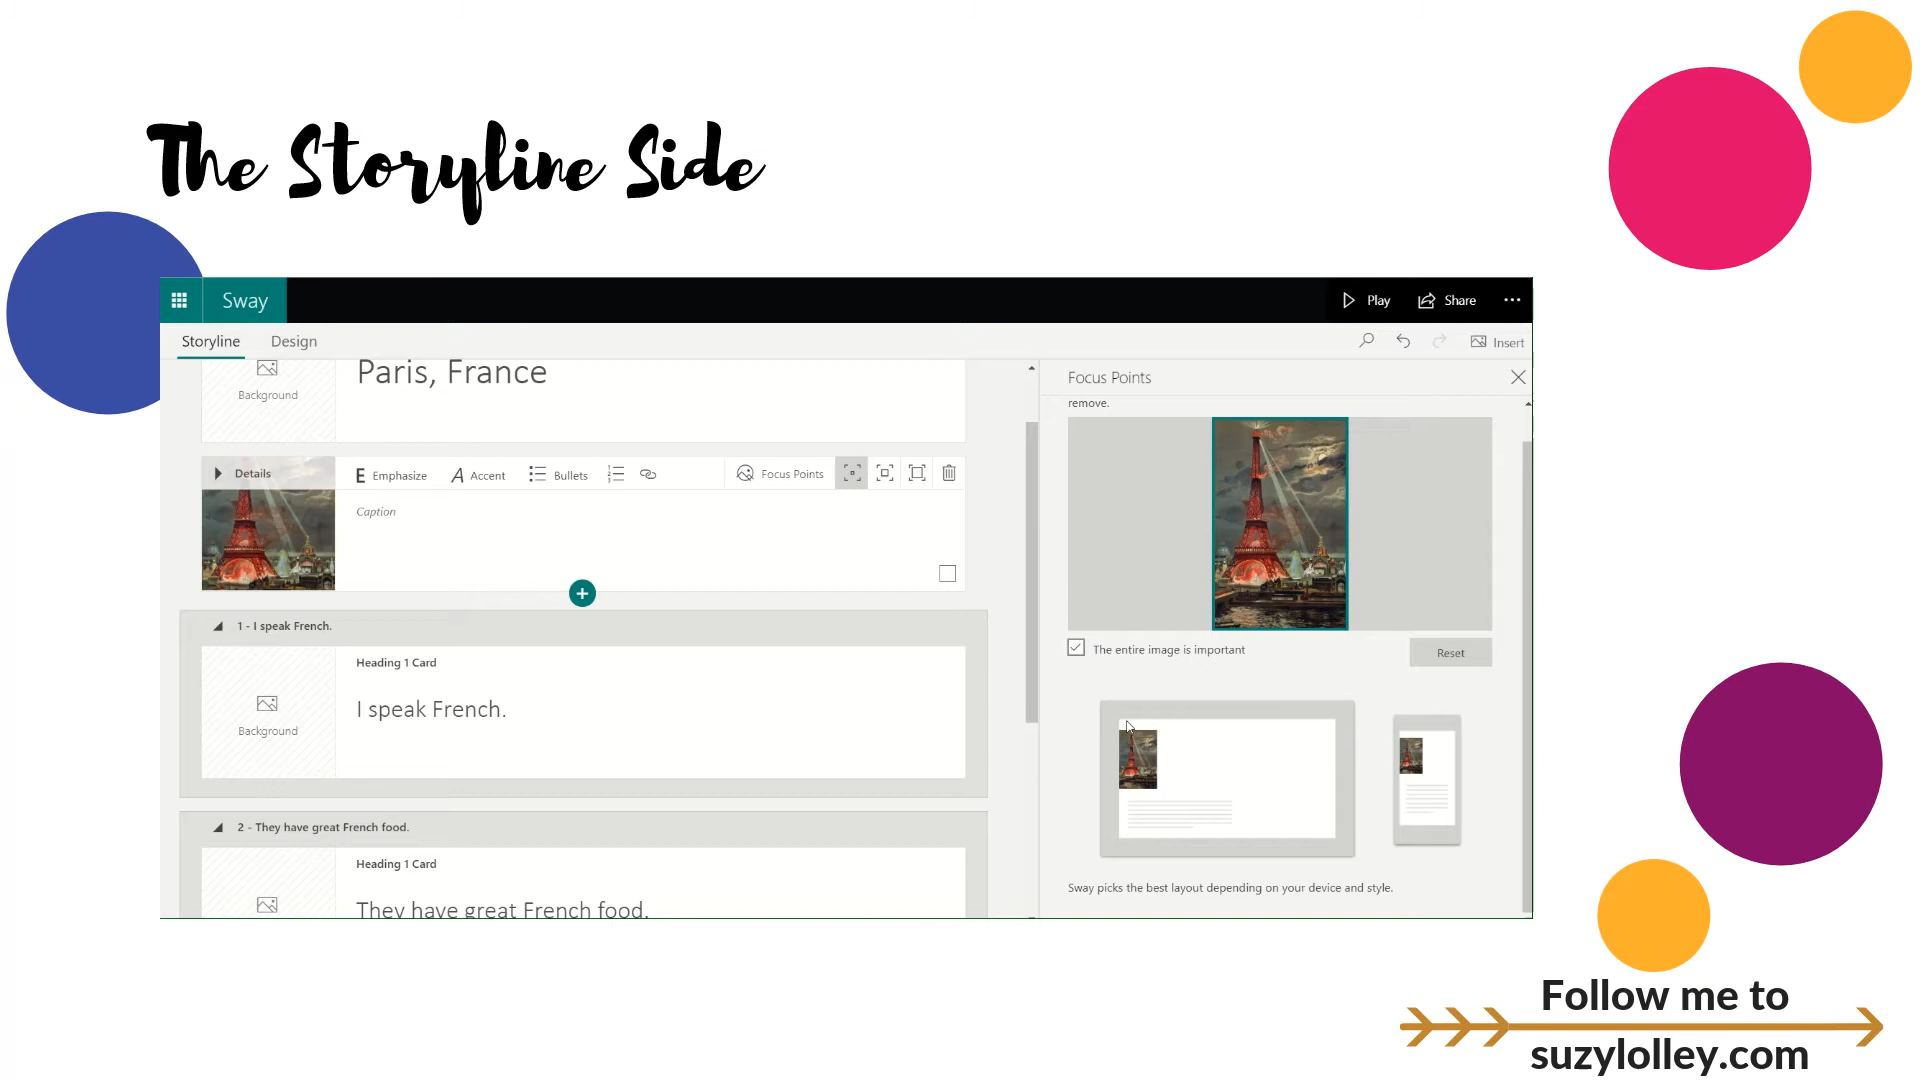 The Storyline Side
Sway
Play
Share
Storyline
Design
Insert
Background
Paris, France
Focus Points
remove.
Details
E Emphasize
A Accent
Bullets
Focus Points
Caption
1 - I speak French.
Heading 1 Card
I speak French.
Background
2 - They have great French food.
Heading 1 Card
They have great French food.
The entire image is important
Reset
Sway picks the best layout depending on your device and style.
Follow me to
suzylolley.com